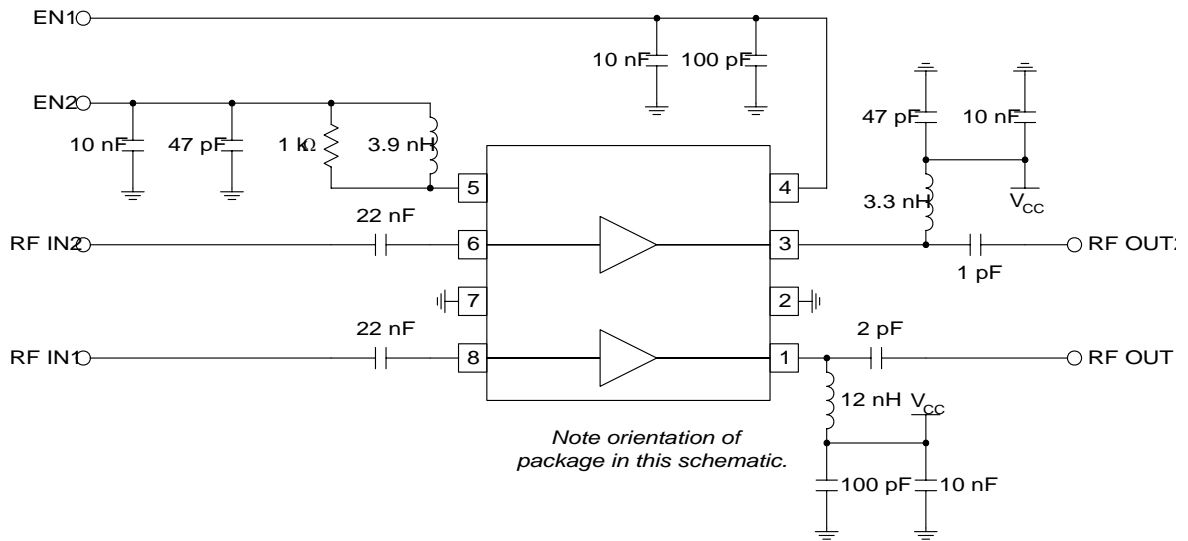 EN1
10 nF
100 pF
EN2
10 nF
47 pF
1 kΩ
3.9 nH
47 pF
10 nF
5
4
3.3 nH
VCC
22 nF
RF IN2
6
3
RF OUT2
1 pF
7
2
22 nF
2 pF
RF IN1
8
1
RF OUT
12 nH
VCC
Note orientation of
package in this schematic.
100 pF
10 nF